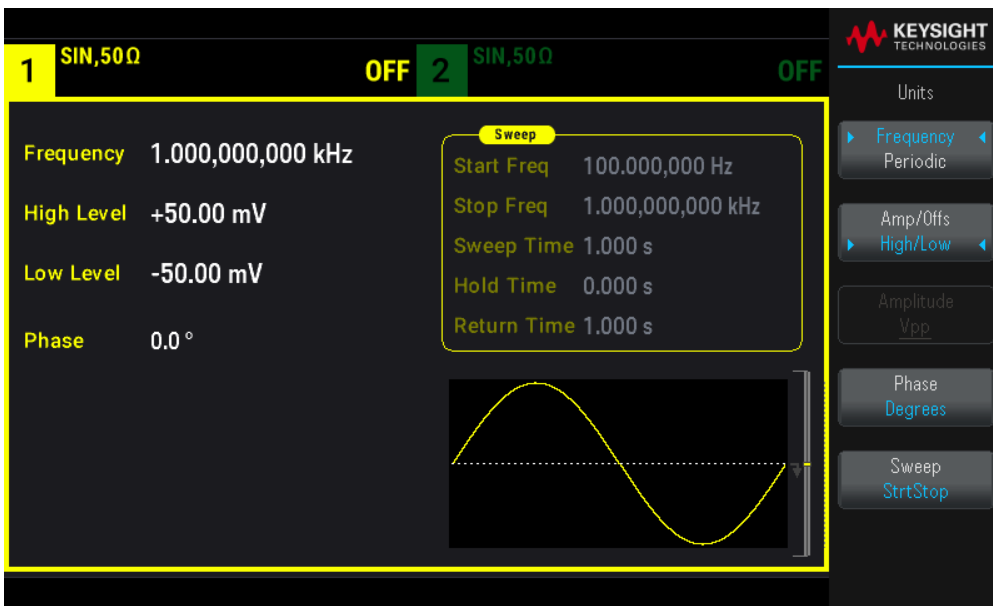 KEYSIGHT
TECHNOLOGIES
1 SIN,50Ω OFF
2 SIN,50Ω OFF
Frequency 1.000,000,000 kHz
High Level +50.00 mV
Low Level -50.00 mV
Phase 0.0 °
Sweep
Start Freq 100.000,000 Hz
Stop Freq 1.000,000,000 kHz
Sweep Time 1.000 s
Hold Time 0.000 s
Return Time 1.000 s
Units
Frequency
Periodic
Amp/Offs
High/Low
Amplitude
Vpp
Phase
Degrees
Sweep
StrtStop